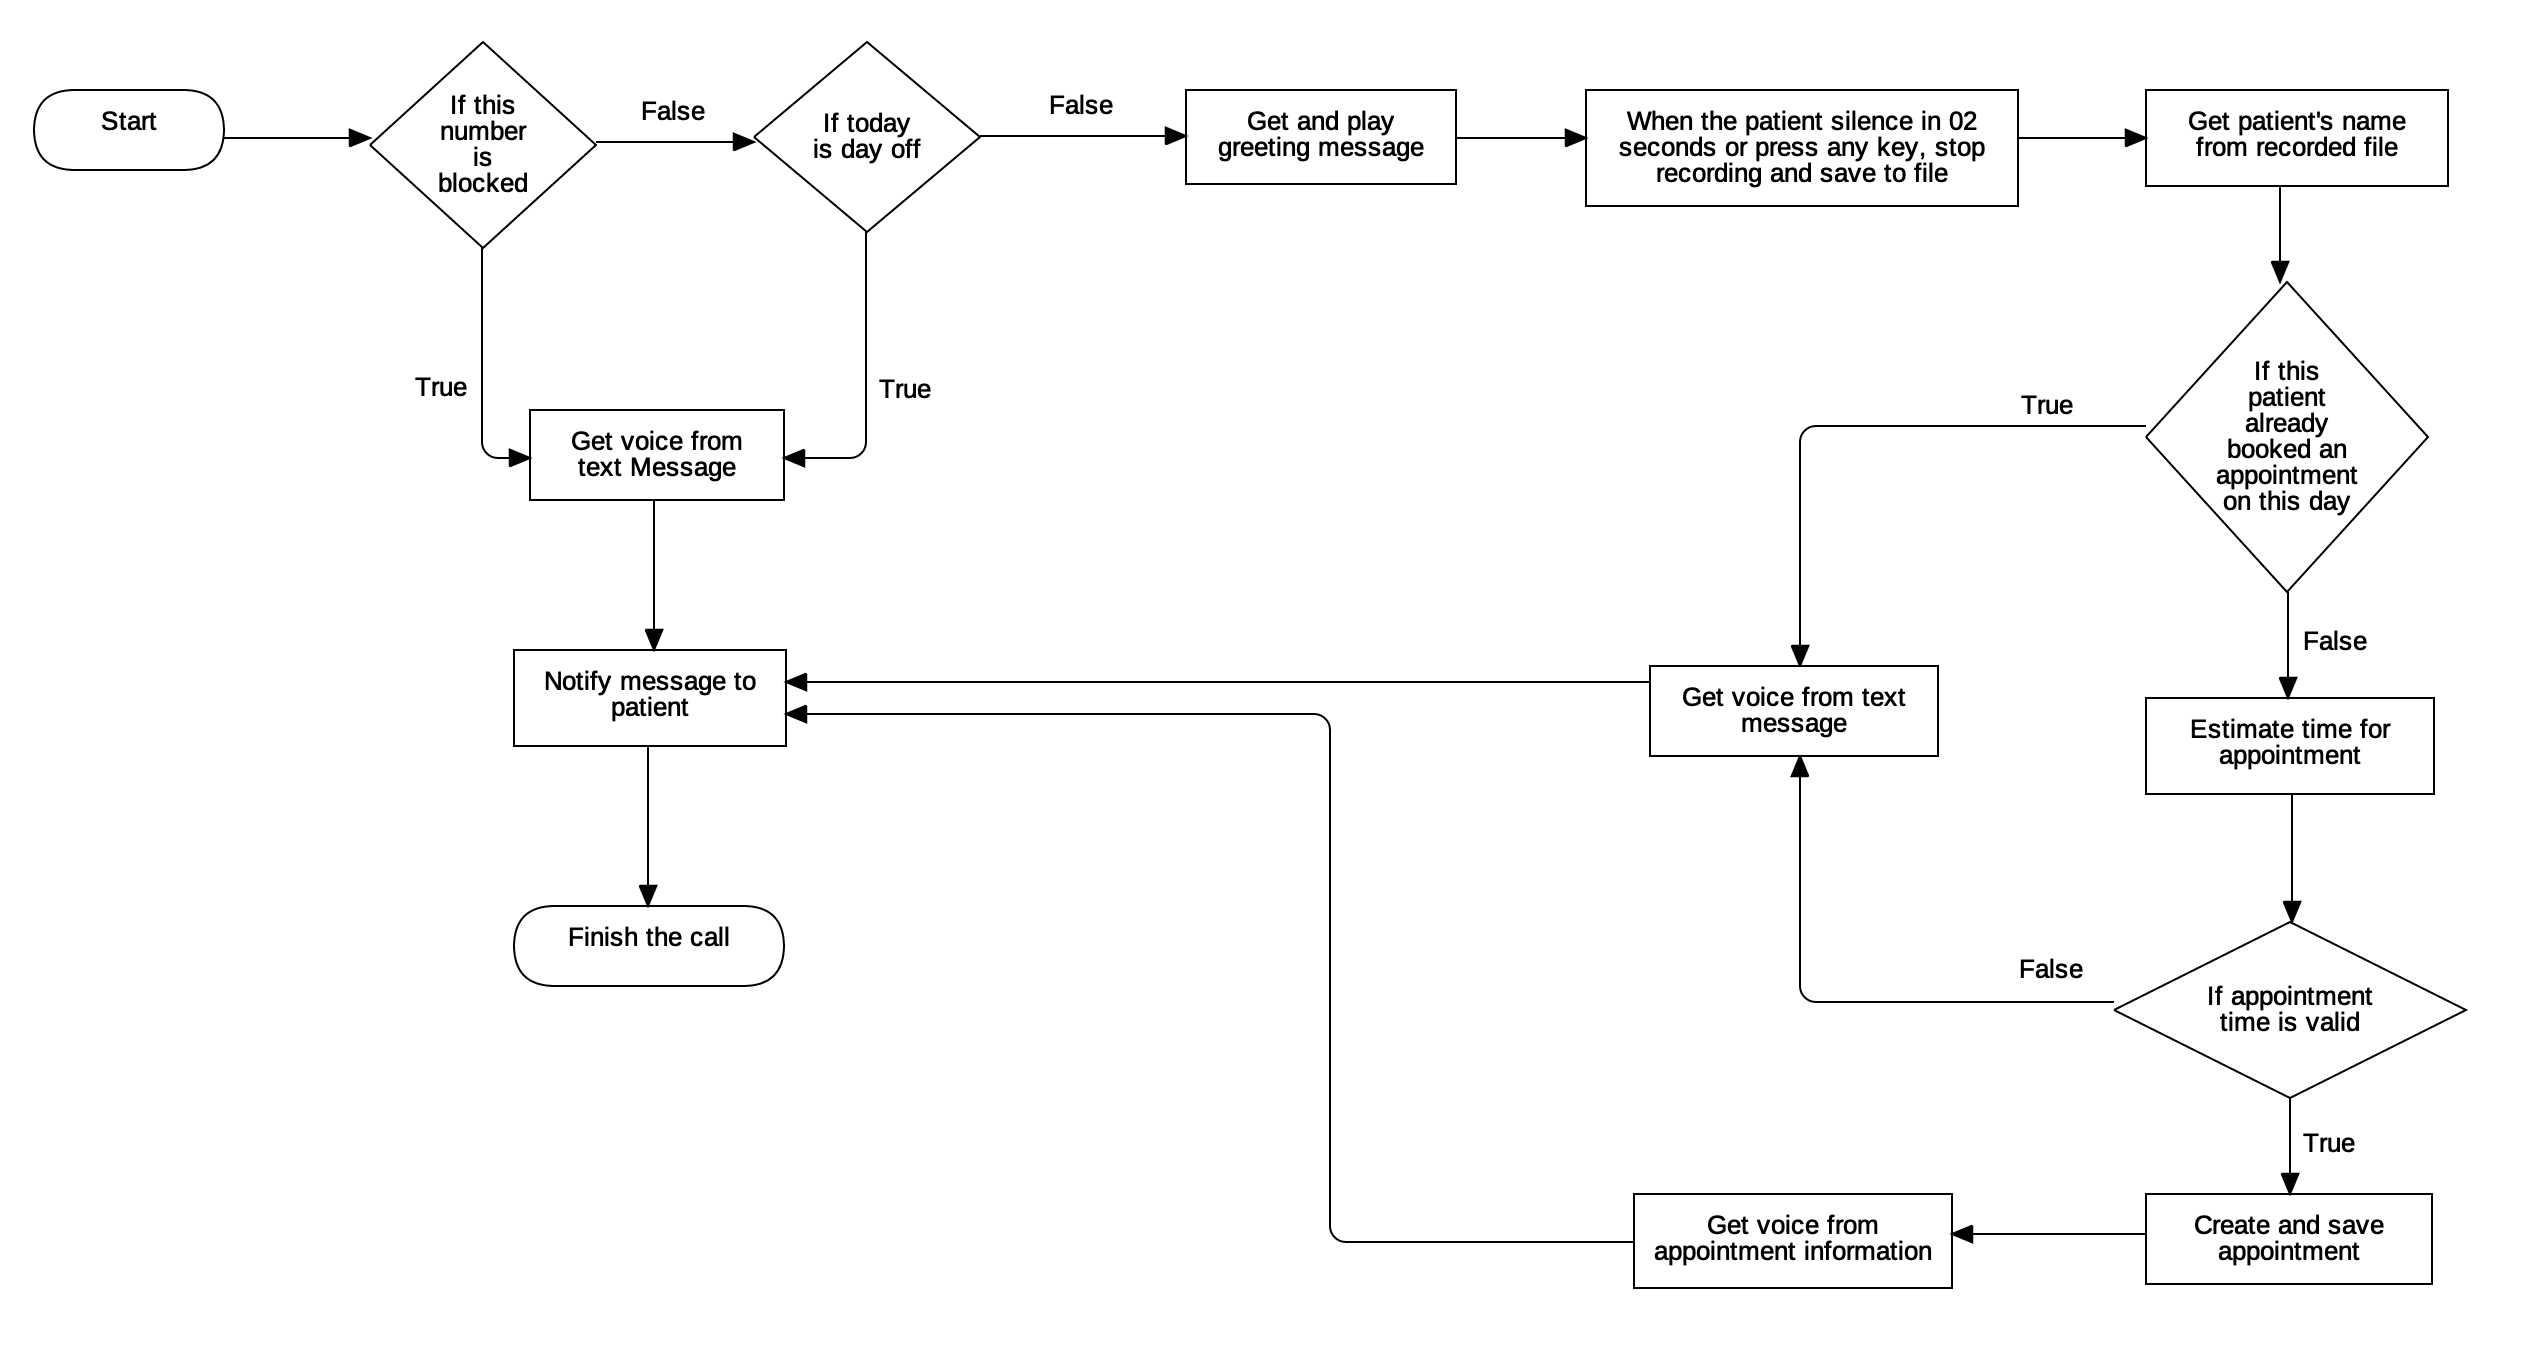 Start
If this
number
is
blocked
False
If today
is day off
False
Get and play
greeting message
When the patient silence in 02
seconds or press any key, stop
recording and save to file
Get patient's name
from recorded file
True
True
Get voice from
text Message
True
If this
patient
already
booked an
appointment
on this day
False
Notify message to
patient
Get voice from text
message
Estimate time for
appointment
Finish the call
False
If appointment
time is valid
True
Get voice from
appointment information
Create and save
appointment